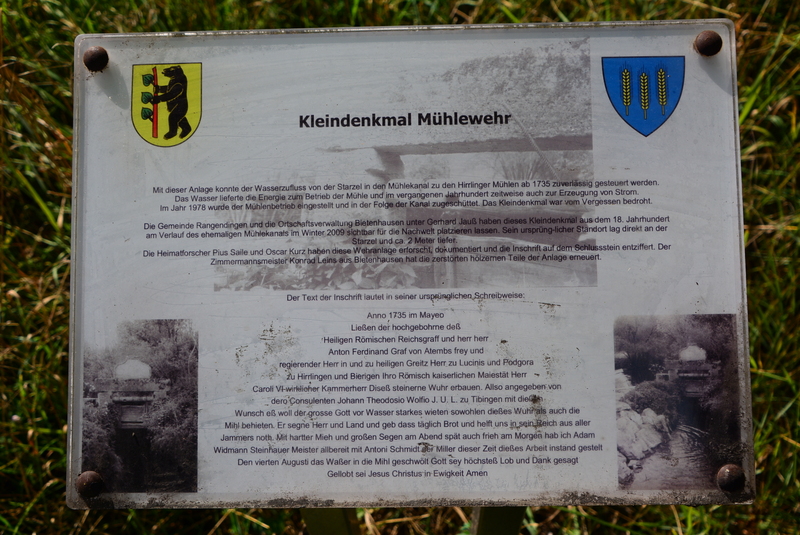 Kleindenkmal Mühlewehr
Mit dieser Anlage konnte der Wasserzufluss von der Starzel in den Mühlekanal zu den Hirrlinger Mühlen ab 1735 zuverlässig gesteuert werden.
Das Wasser lieferte die Energie zum Betrieb der Mühle und im vergangenen Jahrhundert zeitweise auch zur Erzeugung von Strom.
Im Jahr 1978 wurde der Mühlenbetrieb eingestellt und in der Folge der Kanal zugeschüttet. Das Kleindenkmal war vom Vergessen bedroht.
Die Gemeinde Rangendingen und die Ortschaftsverwaltung Bietenhausen unter Gerhard Jauß haben dieses Kleindenkmal aus dem 18. Jahrhundert
am Verlauf des ehemaligen Mühlekanals im Winter 2009 sichtbar für die Nachwelt platzieren lassen. Sein ursprünglicher Standort lag direkt an der
Starzel und ca. 2 Meter tiefer.
Die Heimatforscher Pius Saile und Oscar Kurz haben diese Wehranlage erforscht, dokumentiert und die Inschrift auf dem Schlussstein entziffert. Der
Zimmermannsmeister Konrad Leins aus Bietenhausen hat die zerstörten hölzernen Teile der Anlage erneuert.
Der Text der Inschrift lautet in seiner ursprünglichen Schreibweise:
Anno 1735 im Mayeo
Ließen der hochgebohrne deß
Heiligen Römischen Reichsgraff und herr herr
Anton Ferdinand Graf von Atembs frey und
regierender Herr in und zu heiligen Greitz Herr zu Lucinis und Podgora
zu Hirrlingen und Bierigen Ihro Römisch kaiserlichen Maiestät Herr
Caroli VI wirklicher Kammerherr Diseß steinerne Wuhr erbauen. Allso angegeben von
dero Consulenten Johann Theodosio Wolfio J. U. L. zu Tibingen mit dießem
Wunsch eß woll der grosse Gott vor Wasser starkes wieten sowohlen dießes Wuhr als auch die
Mihl behieten. Er segne Herr und Land und geb dass täglich Brot und helft uns in sein Reich aus aller
Jammers noth. Mit hartter Mieh und großen Segen am Abend spät auch frieh am Morgen hab ich Adam
Widmann Steinhauer Meister allbereit mit Antoni Schmidt der Miller dieser Zeit dießes Arbeit instand gestelt
Den vierten Augusti das Waßer in die Mihl geschwoit Gott sey höchsteß Lob und Dank gesagt
Gellobt sei Jesus Christus in Ewigkeit Amen